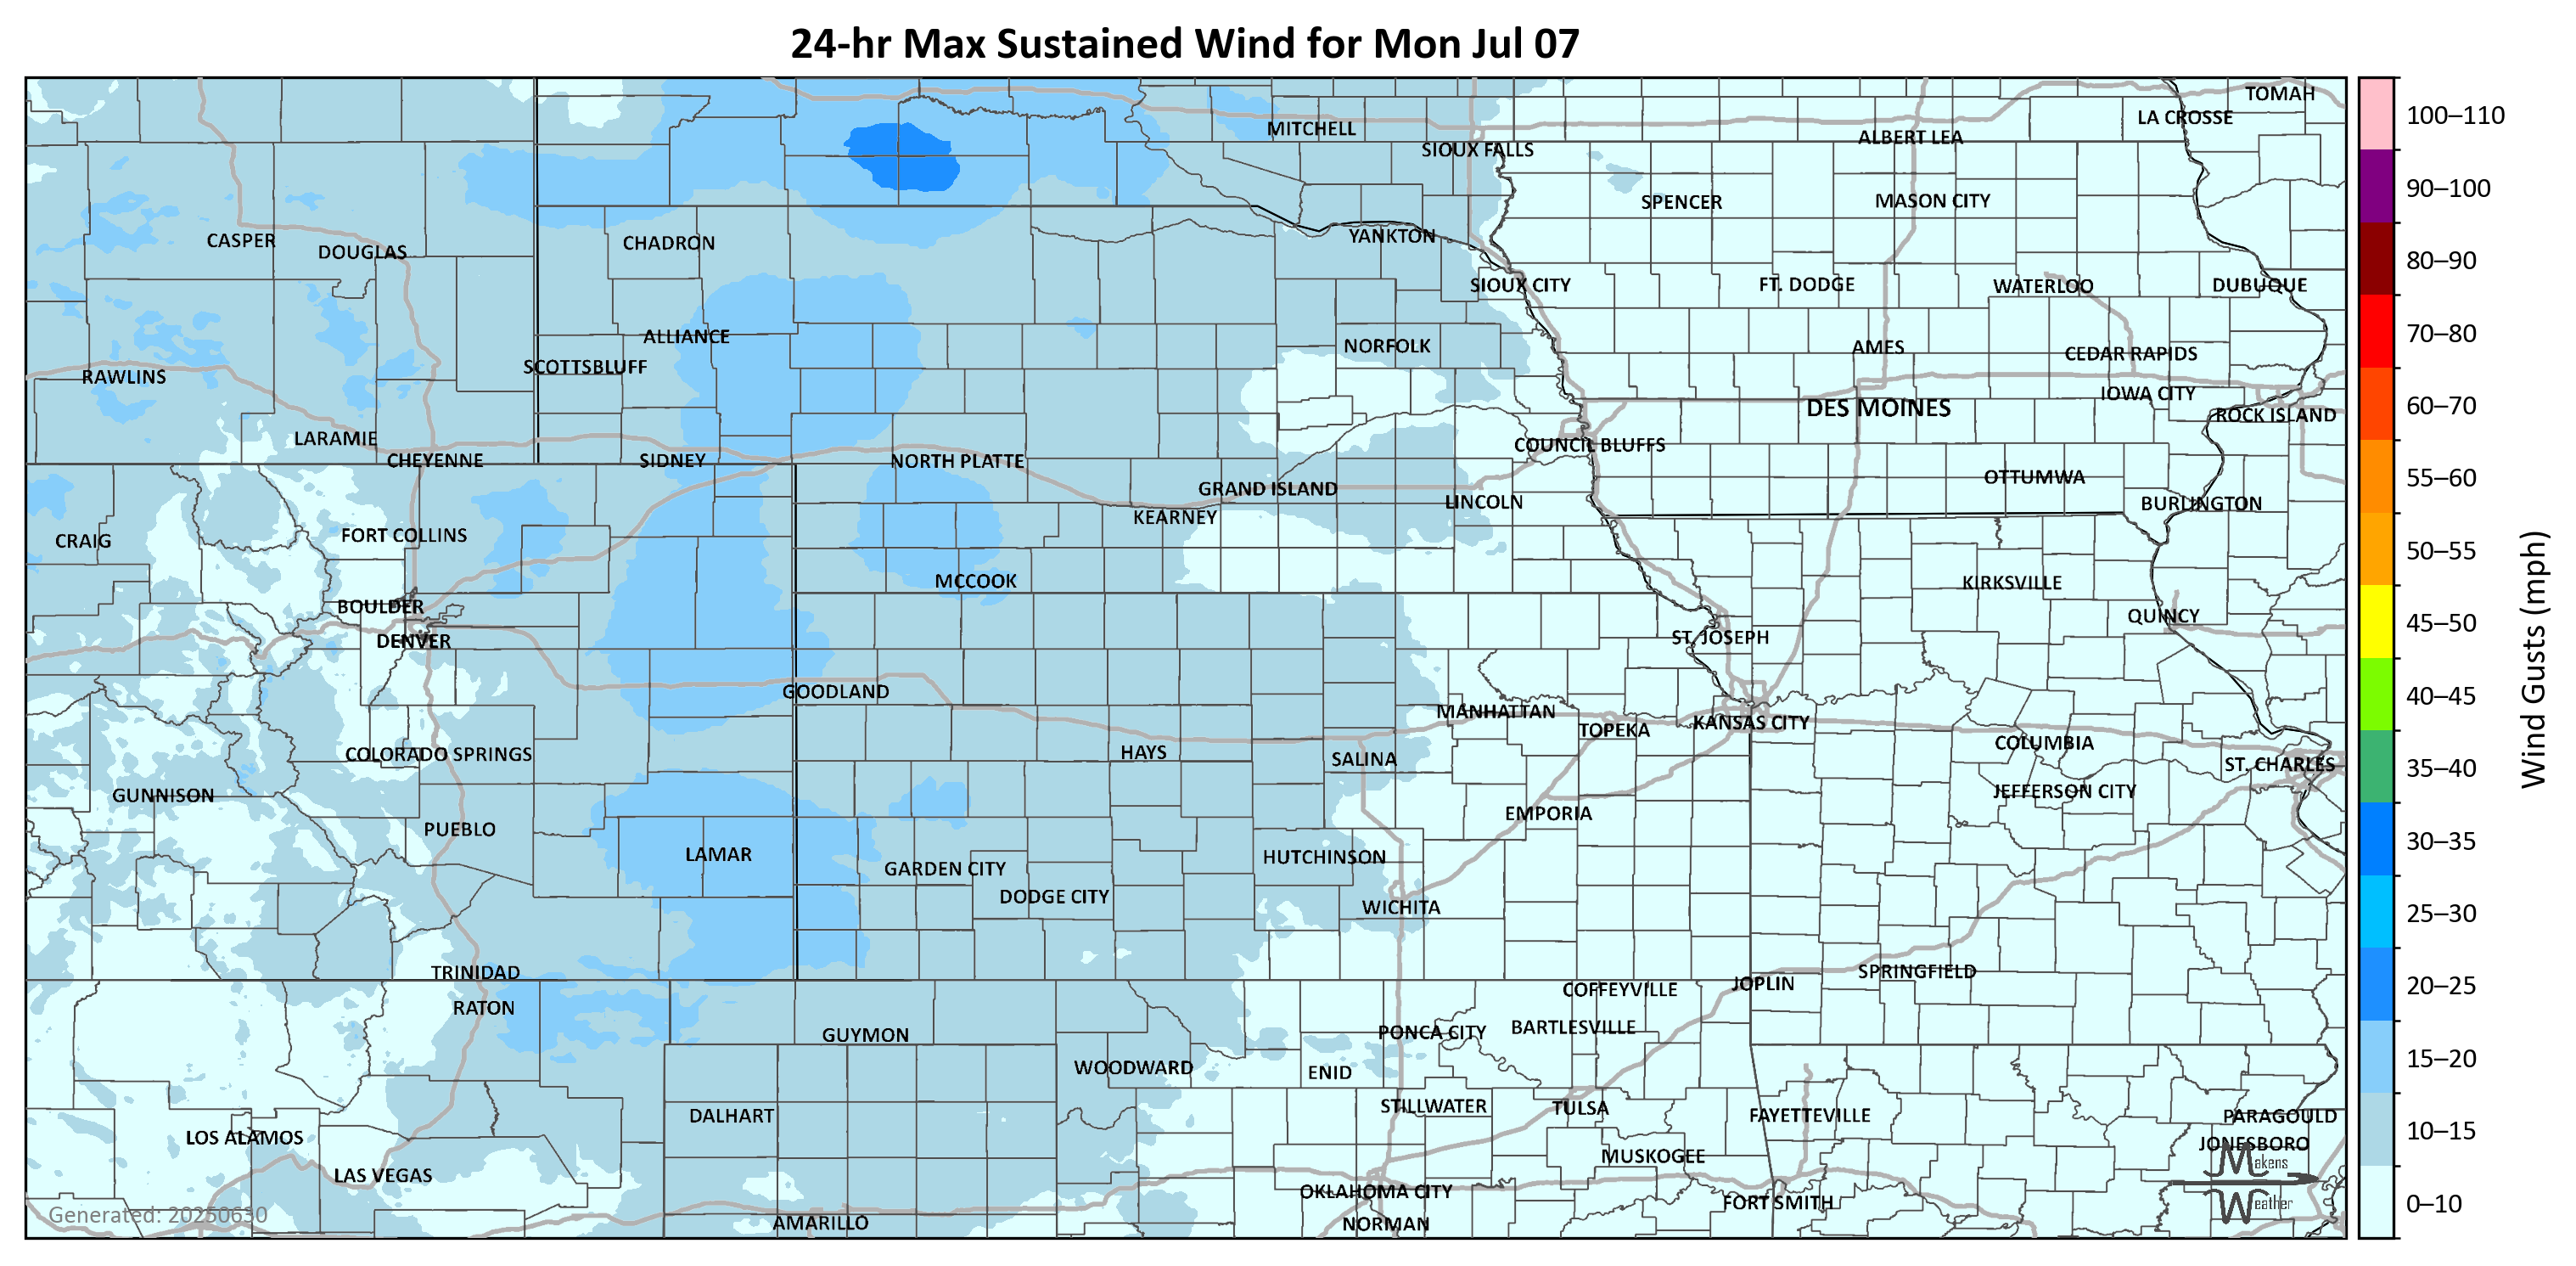 24-hr Max Sustained Wind for Mon Jul 07
TOMAH
LA CROSSE
MITCHELL
ALBERT LEA
SIOUX FALLS
SPENCER
MASON CITY
YANKTON
CASPER
CHADRON
DOUGLAS
SIOUX CITY
FT. DODGE
WATERLOO
DUBUQUE
ALLIANCE
NORFOLK
AMES
CEDAR RAPIDS
SCOTTSBLUFF
RAWLINS
IOWA CITY
DES MOINES
ROCK ISLAND
LARAMIE
COUNCIL BLUFFS
CHEYENNE
SIDNEY
NORTH PLATTE
OTTUMWA
GRAND ISLAND
LINCOLN
BURLINGTON
KEARNEY
FORT COLLINS
CRAIG
MCCOOK
KIRKSVILLE
BOULDER
QUINCY
DENVER
ST. JOSEPH
GOODLAND
MANHATTAN
TOPEKA
KANSAS CITY
COLUMBIA
COLORADO SPRINGS
HAYS
SALINA
ST. CHARLES
GUNNISON
JEFFERSON CITY
EMPORIA
PUEBLO
LAMAR
HUTCHINSON
GARDEN CITY
DODGE CITY
WICHITA
TRINIDAD
SPRINGFIELD
JOPLIN
COFFEYVILLE
RATON
BARTLESVILLE
PONCA CITY
GUYMON
WOODWARD
ENID
STILLWATER
TULSA
DALHART
FAYETTEVILLE
PARAGOULD
LOS ALAMOS
JONESBORO
MUSKOGEE
LAS VEGAS
OKLAHOMA CITY
FORT SMITH
AMARILLO
NORMAN
Generated: 20250630
Makens
Weather
100–110
90–100
80–90
70–80
60–70
55–60
50–55
45–50
40–45
35–40
30–35
25–30
20–25
15–20
10–15
0–10
Wind Gusts (mph)